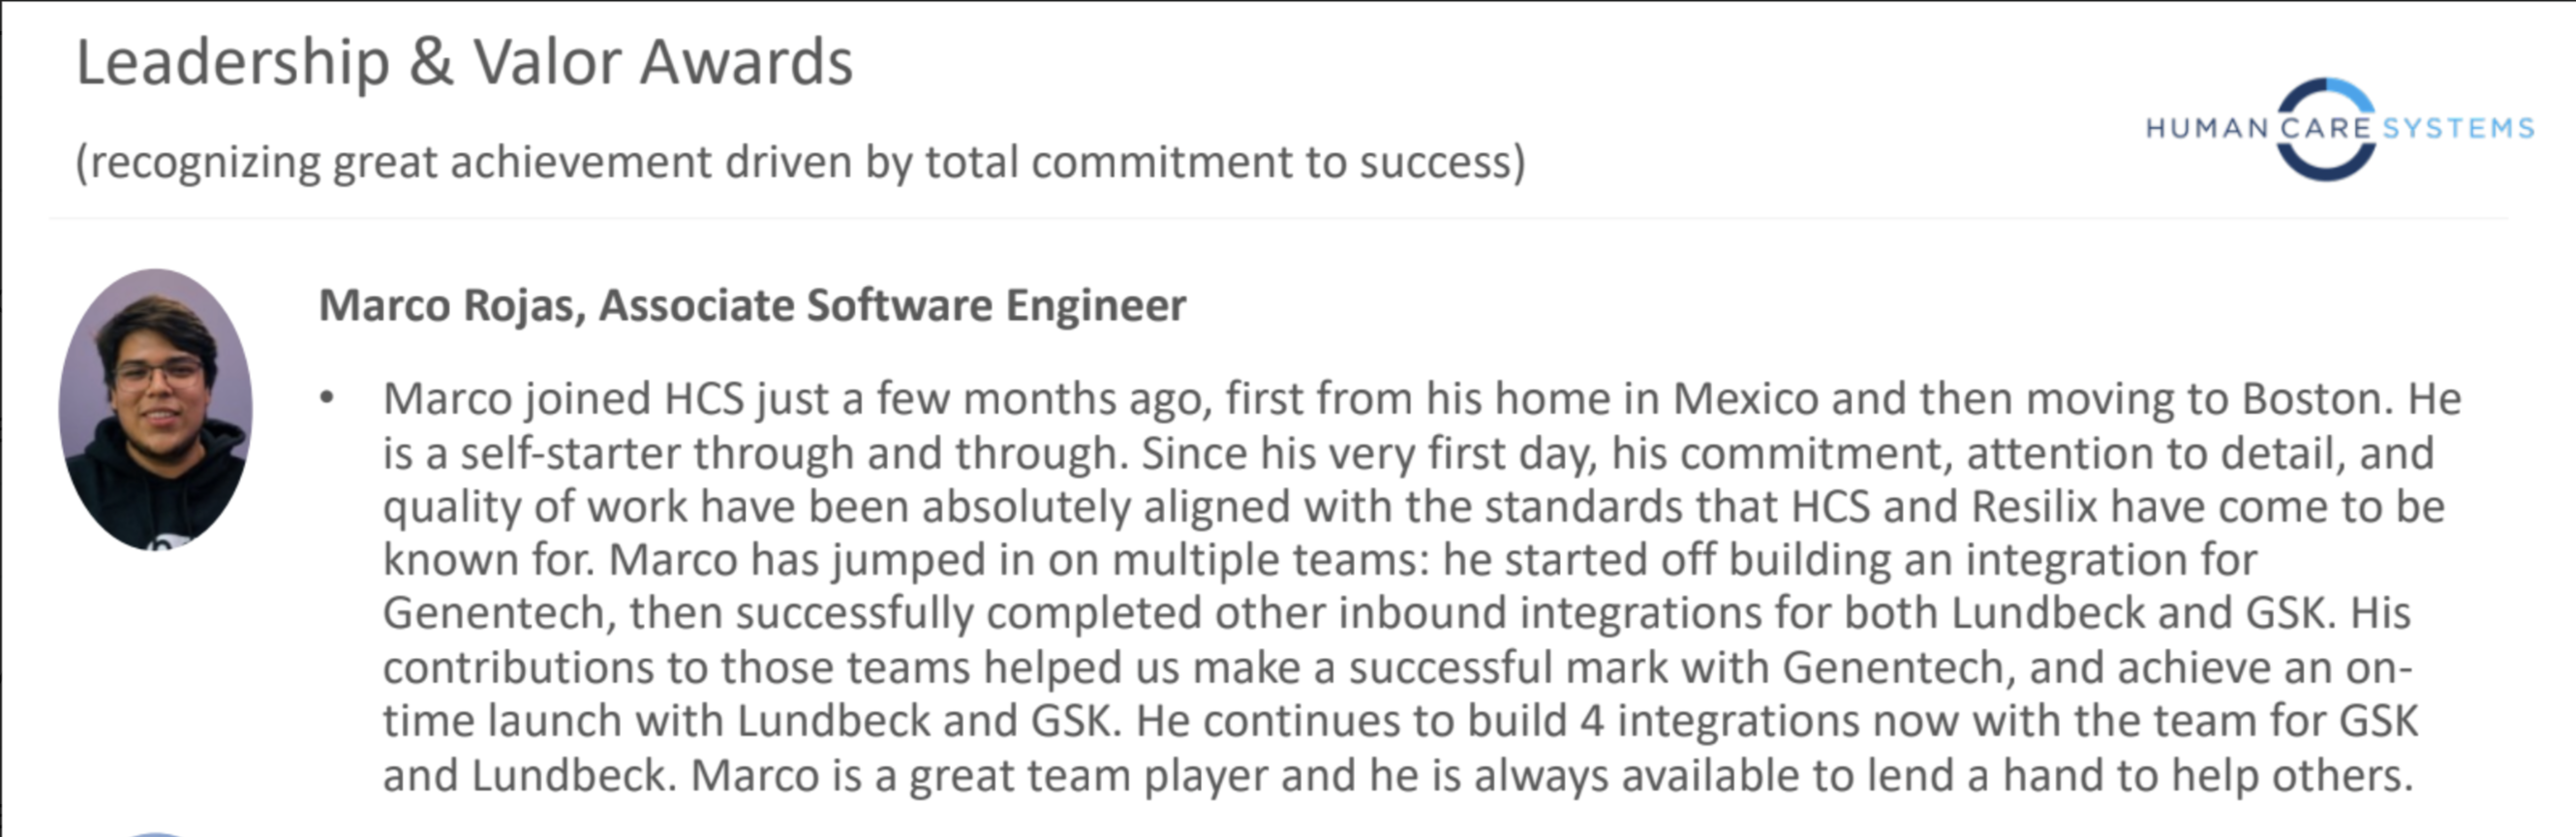 Leadership & Valor Awards
HUMAN CARE SYSTEMS
(recognizing great achievement driven by total commitment to success)
Marco Rojas, Associate Software Engineer
• Marco joined HCS just a few months ago, first from his home in Mexico and then moving to Boston. He
is a self-starter through and through. Since his very first day, his commitment, attention to detail, and
quality of work have been absolutely aligned with the standards that HCS and Resilix have come to be
known for. Marco has jumped in on multiple teams: he started off building an integration for
Genentech, then successfully completed other inbound integrations for both Lundbeck and GSK. His
contributions to those teams helped us make a successful mark with Genentech, and achieve an on-
time launch with Lundbeck and GSK. He continues to build 4 integrations now with the team for GSK
and Lundbeck. Marco is a great team player and he is always available to lend a hand to help others.